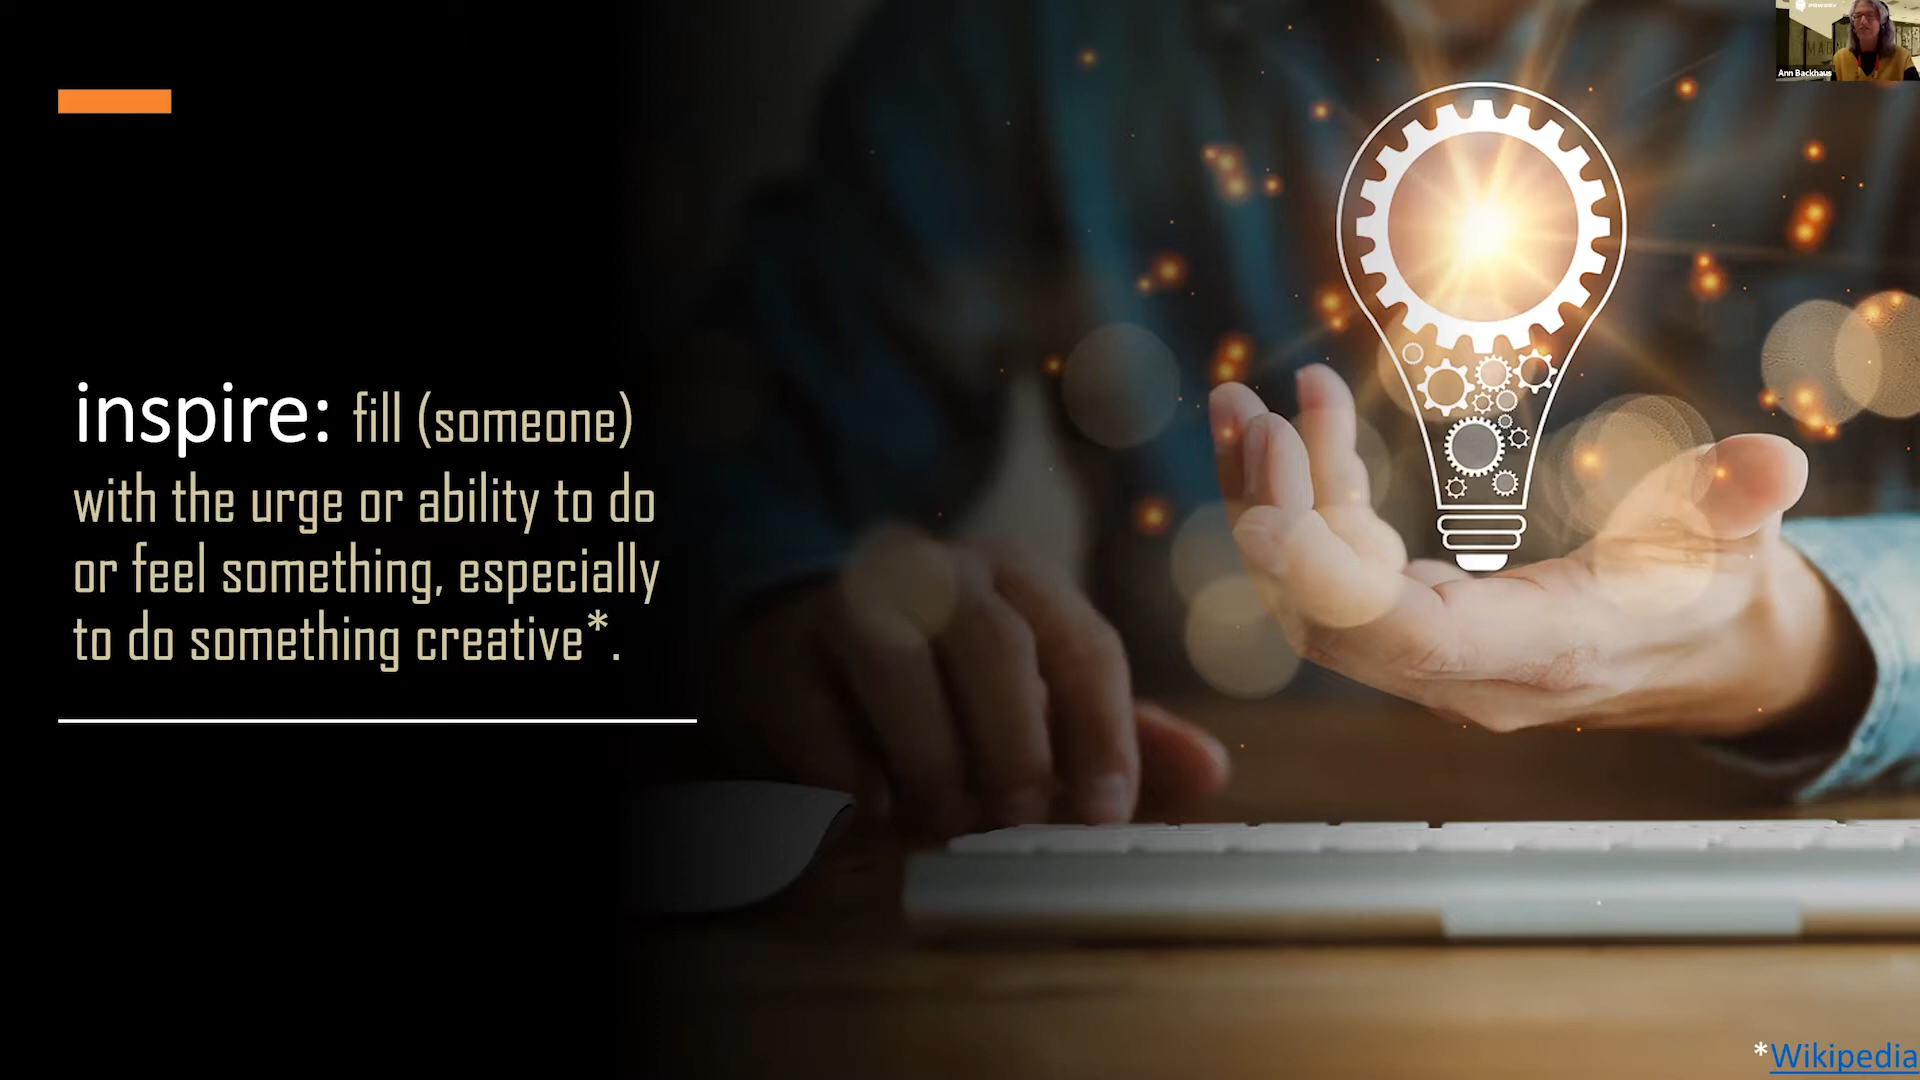 inspire: fill (someone)
with the urge or ability to do
or feel something, especially
to do something creative*.
Ann Backhaus
*Wikipedia